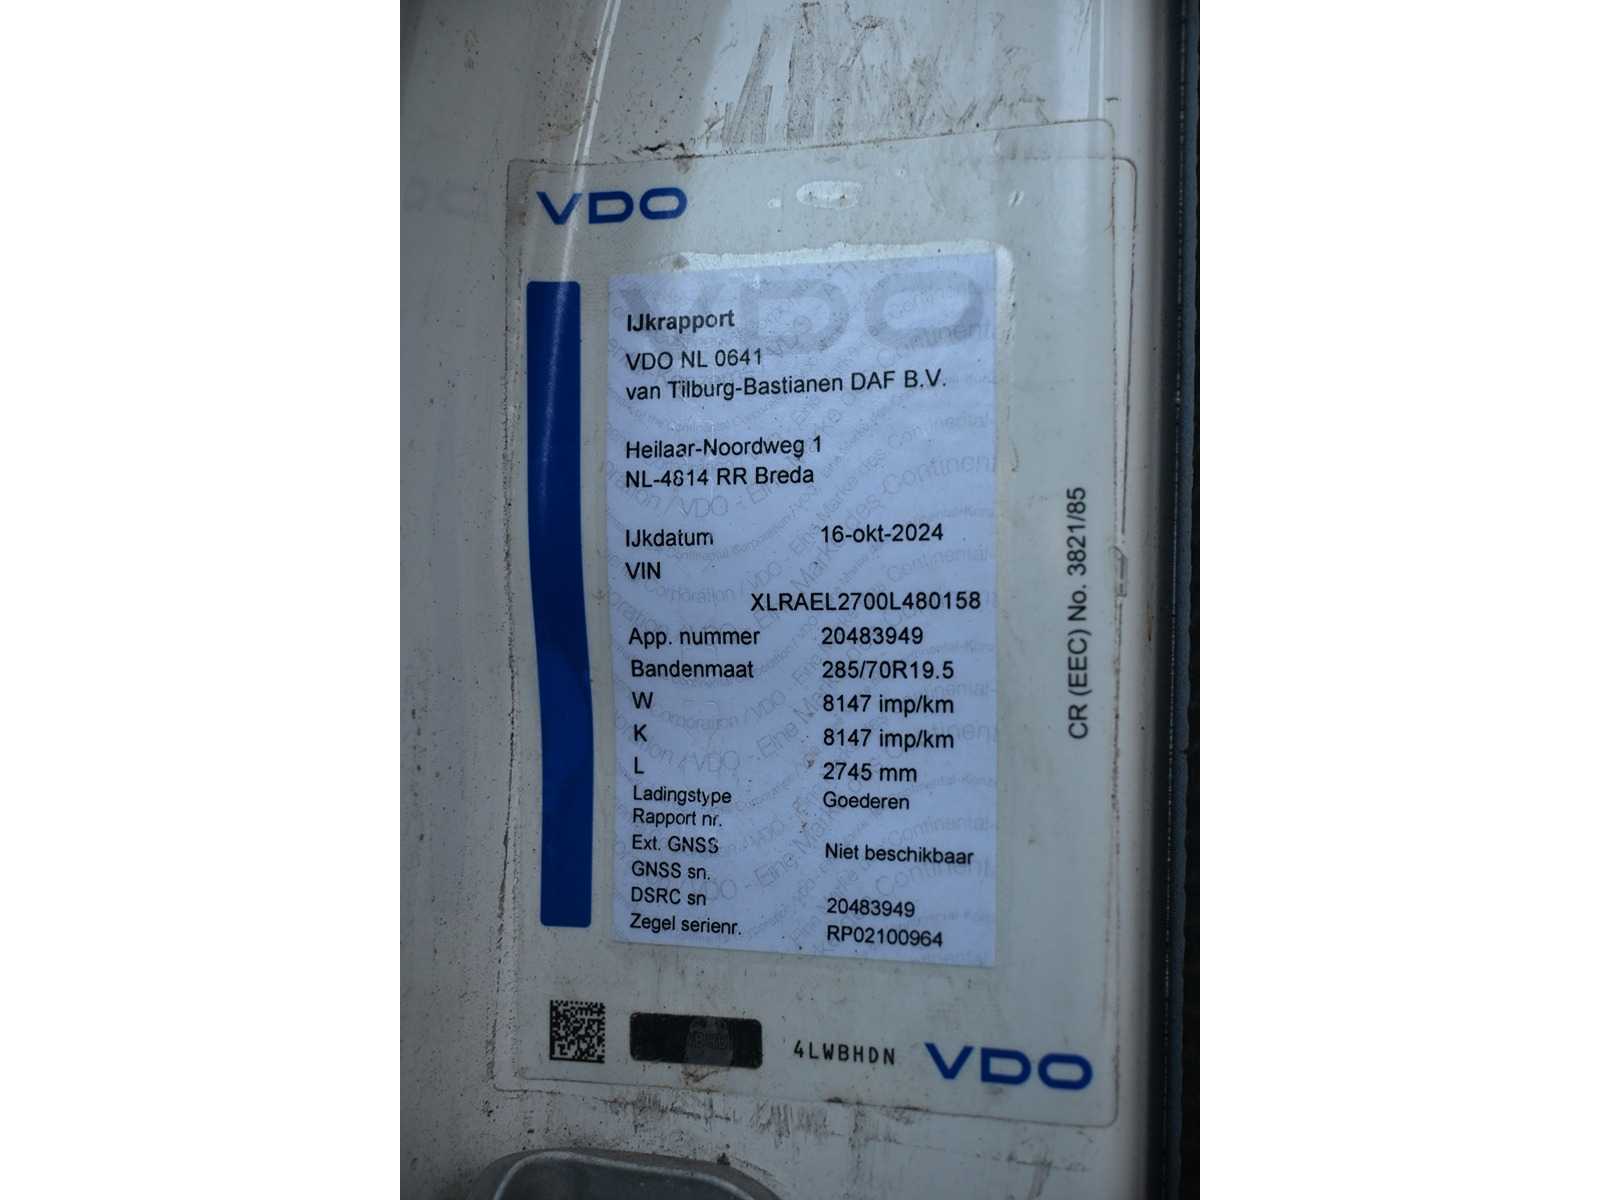 VDO
IJkrapport
VDO NL 0641
van Tilburg-Bastianen DAF B.V.
Heilaar-Noordweg 1
NL-4814 RR Breda
IJkdatum 16-okt-2024
VIN
XLRAEL2700L480158
App. nummer 20483949
Bandenmaat 285/70R19.5
W 8147 imp/km
K 8147 imp/km
L 2745 mm
Ladingstype Goederen
Rapport nr.
Ext. GNSS Niet beschikbaar
GNSS sn.
DSRC sn 20483949
Zegel serienr. RP02100964
CR (EEC) No. 3821/85
4LWBHDN
VDO